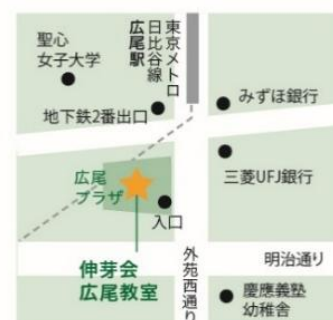 東京メトロ
日比谷線
広尾駅
聖心
女子大学
地下鉄2番出口
みずほ銀行
三菱UFJ銀行
広尾
プラザ
入口
伸芽会
広尾教室
外苑西通り
明治通り
慶應義塾
幼稚舎